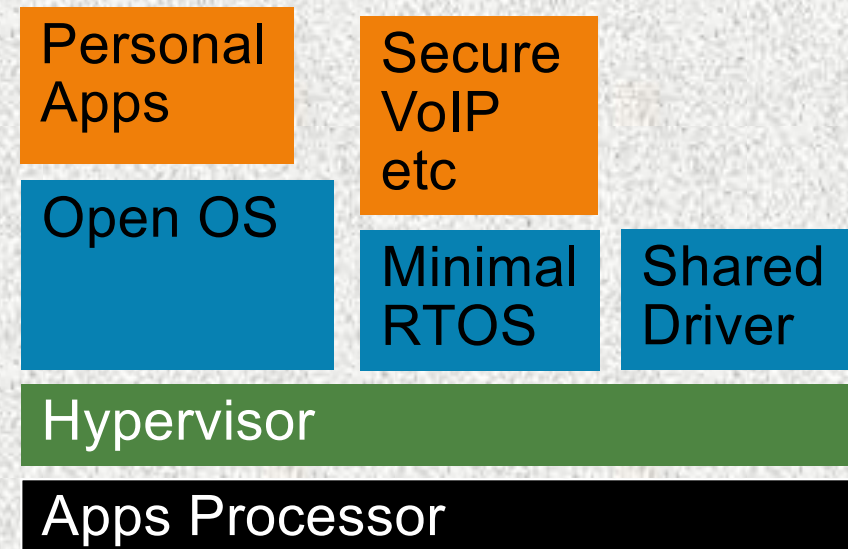 Personal
Apps
Secure
VoIP
etc
Open OS
Minimal
RTOS
Shared
Driver
Hypervisor
Apps Processor